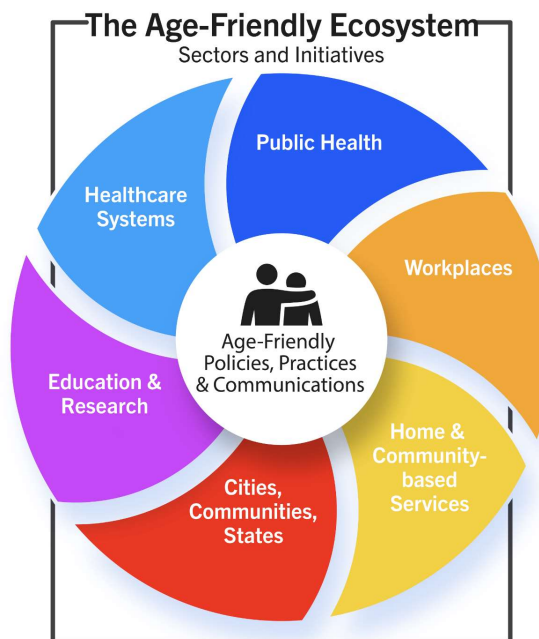 The Age-Friendly Ecosystem
Sectors and Initiatives
Public Health
Healthcare
Systems
Workplaces
Age-Friendly
Policies, Practices
& Communications
Education &
Research
Home &
Community-
based
Services
Cities,
Communities,
States